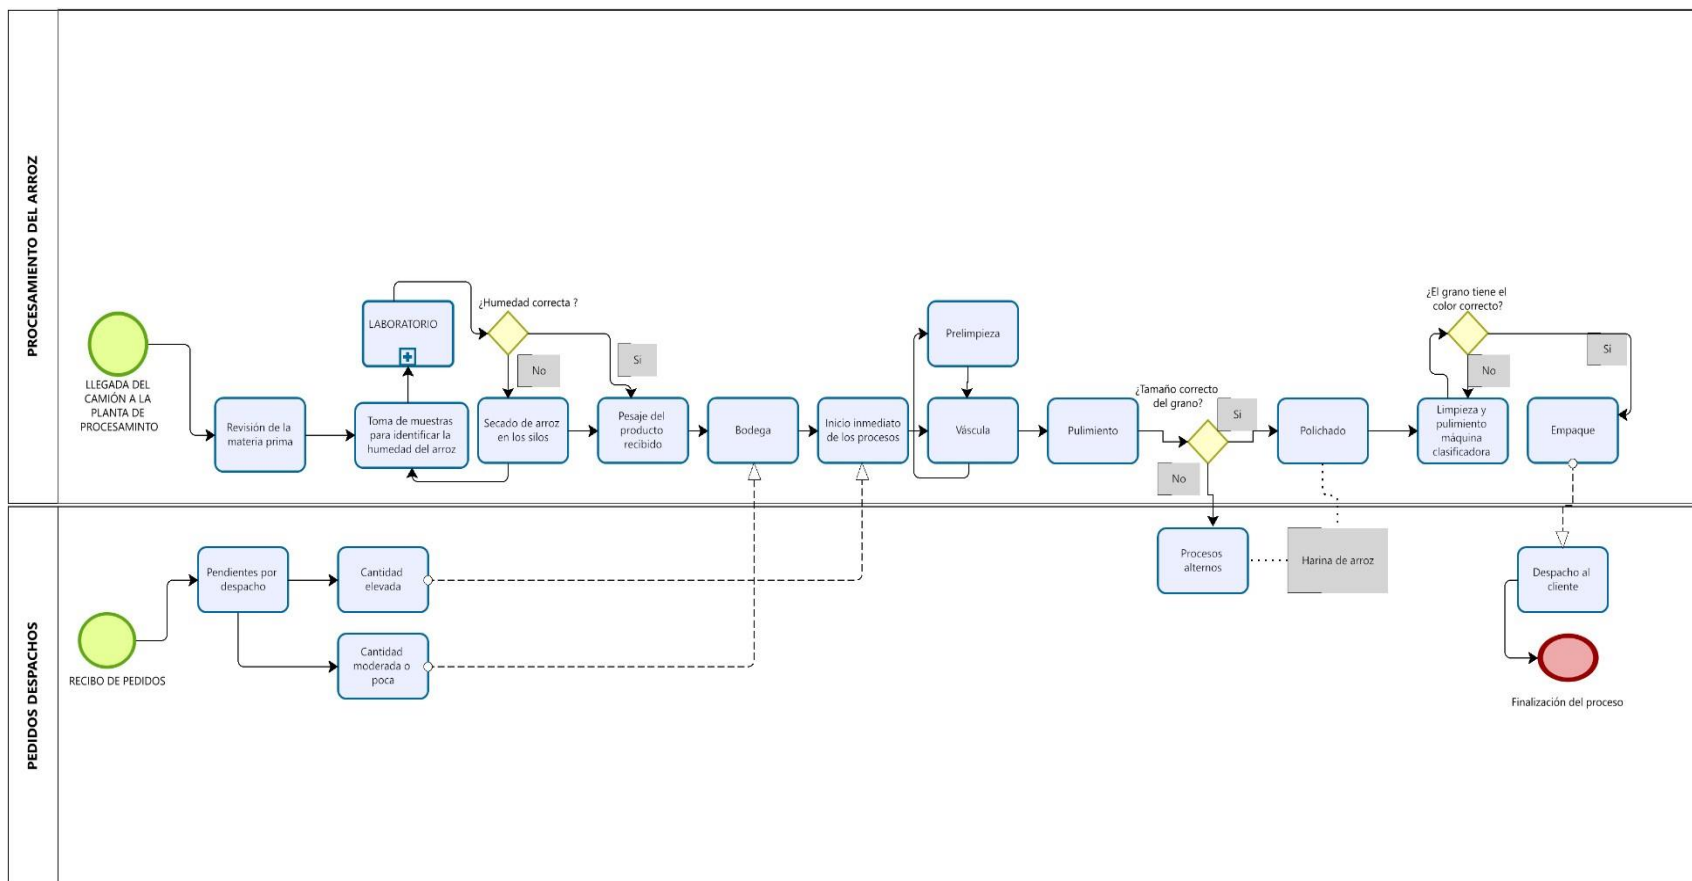 PROCESAMIENTO DEL ARROZ
LLEGADA DEL
CAMIÓN A LA
PLANTA DE
PROCESAMINTO
Revisión de la
materia prima
Toma de muestras
para identificar la
humedad del arroz
LABORATORIO
¿Humedad correcta ?
No
Si
Secado de arroz
en los silos
Pesaje del
producto
recibido
Bodega
Inicio inmediato
de los procesos
Prelimpieza
Váscula
Pulimiento
¿Tamaño correcto
del grano?
Si
No
Polichado
¿El grano tiene el
color correcto?
Si
No
Limpieza y
pulimiento
máquina
clasificadora
Empaque
PEDIDOS DESPACHOS
RECIBO DE PEDIDOS
Pendientes por
despacho
Cantidad
elevada
Cantidad
moderada o
poca
Procesos
alternos
Harina de arroz
Despacho al
cliente
Finalización del proceso